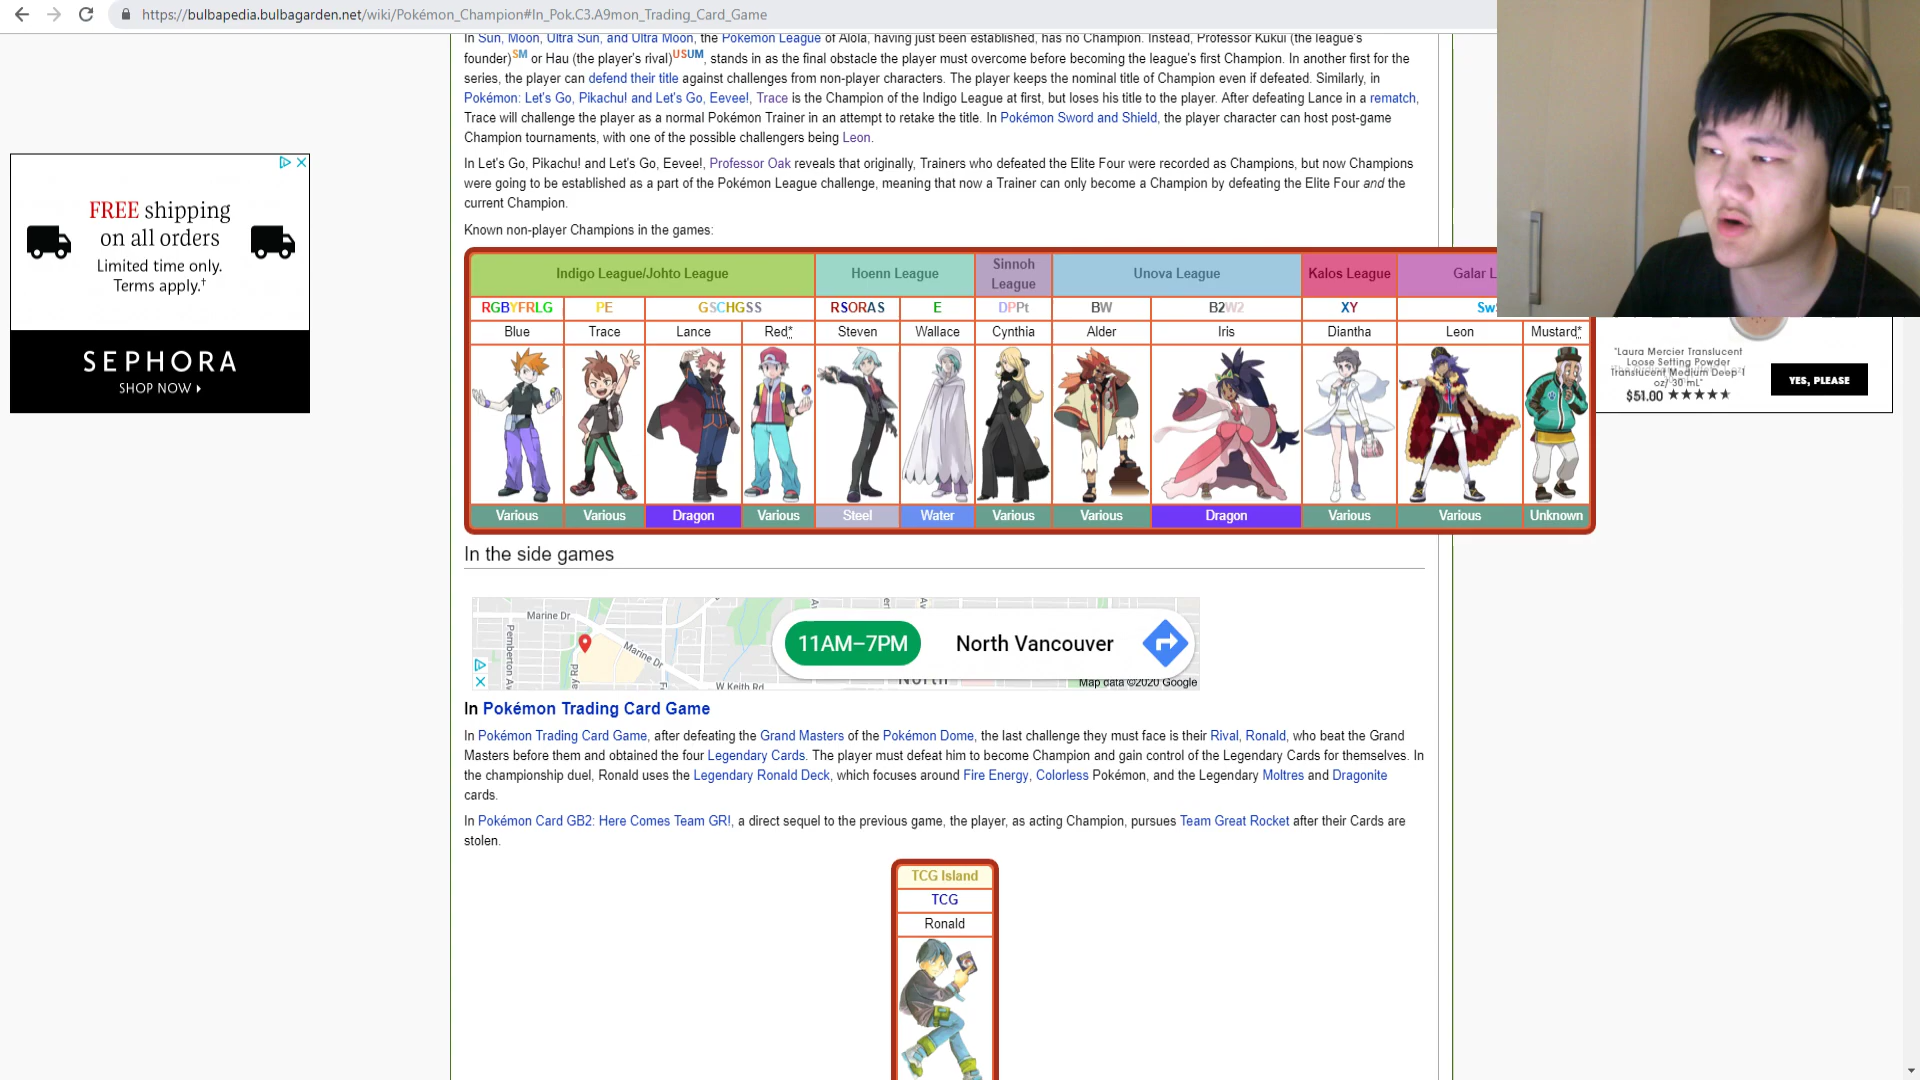 https://bulbapedia.bulbagarden.net/wiki/Pokémon_Champion#In_Pok.C3.A9mon_Trading_Card_Game
In Sun, Moon, Ultra Sun, and Ultra Moon, the Pokémon League of Alola, having just been established, has no Champion. Instead, Professor Kukui (the league's
founder)SM or Hau (the player's rival)USUM, stands in as the final obstacle the player must overcome before becoming the league's first Champion. In another first for the
series, the player can defend their title against challenges from non-player characters. The player keeps the nominal title of Champion even if defeated. Similarly, in
Pokémon: Let's Go, Pikachu! and Let's Go, Eevee!, Trace is the Champion of the Indigo League at first, but loses his title to the player. After defeating Lance in a rematch,
Trace will challenge the player as a normal Pokémon Trainer in an attempt to retake the title. In Pokémon Sword and Shield, the player character can host post-game
Champion tournaments, with one of the possible challengers being Leon.
In Let's Go, Pikachu! and Let's Go, Eevee!, Professor Oak reveals that originally, Trainers who defeated the Elite Four were recorded as Champions, but now Champions
were going to be established as a part of the Pokémon League challenge, meaning that now a Trainer can only become a Champion by defeating the Elite Four and the
current Champion.
Known non-player Champions in the games:
FREE shipping
on all orders
Limited time only.
Terms apply.†
SEPHORA
SHOP NOW
Indigo League/Johto League Hoenn League Sinnoh League Unova League Kalos League Galar L
RGBYFRLG PE GSCHGSS RSORAS E DPPt BW B2W2 XY Sw
Blue Trace Lance Red* Steven Wallace Cynthia Alder Iris Diantha Leon Mustard*
Various Various Dragon Various Steel Water Various Various Dragon Various Various Unknown
"Laura Mercier Translucent
Loose Setting Powder
Translucent Medium Deep
oz/ 30 mL"
$51.00
YES, PLEASE
In the side games
Marine Dr
Pemberton Av
Marine Dr
W Keith Rd
North
11AM–7PM North Vancouver
Map data ©2020 Google
In Pokémon Trading Card Game
In Pokémon Trading Card Game, after defeating the Grand Masters of the Pokémon Dome, the last challenge they must face is their Rival, Ronald, who beat the Grand
Masters before them and obtained the four Legendary Cards. The player must defeat him to become Champion and gain control of the Legendary Cards for themselves. In
the championship duel, Ronald uses the Legendary Ronald Deck, which focuses around Fire Energy, Colorless Pokémon, and the Legendary Moltres and Dragonite
cards.
In Pokémon Card GB2: Here Comes Team GR!, a direct sequel to the previous game, the player, as acting Champion, pursues Team Great Rocket after their Cards are
stolen.
TCG Island
TCG
Ronald